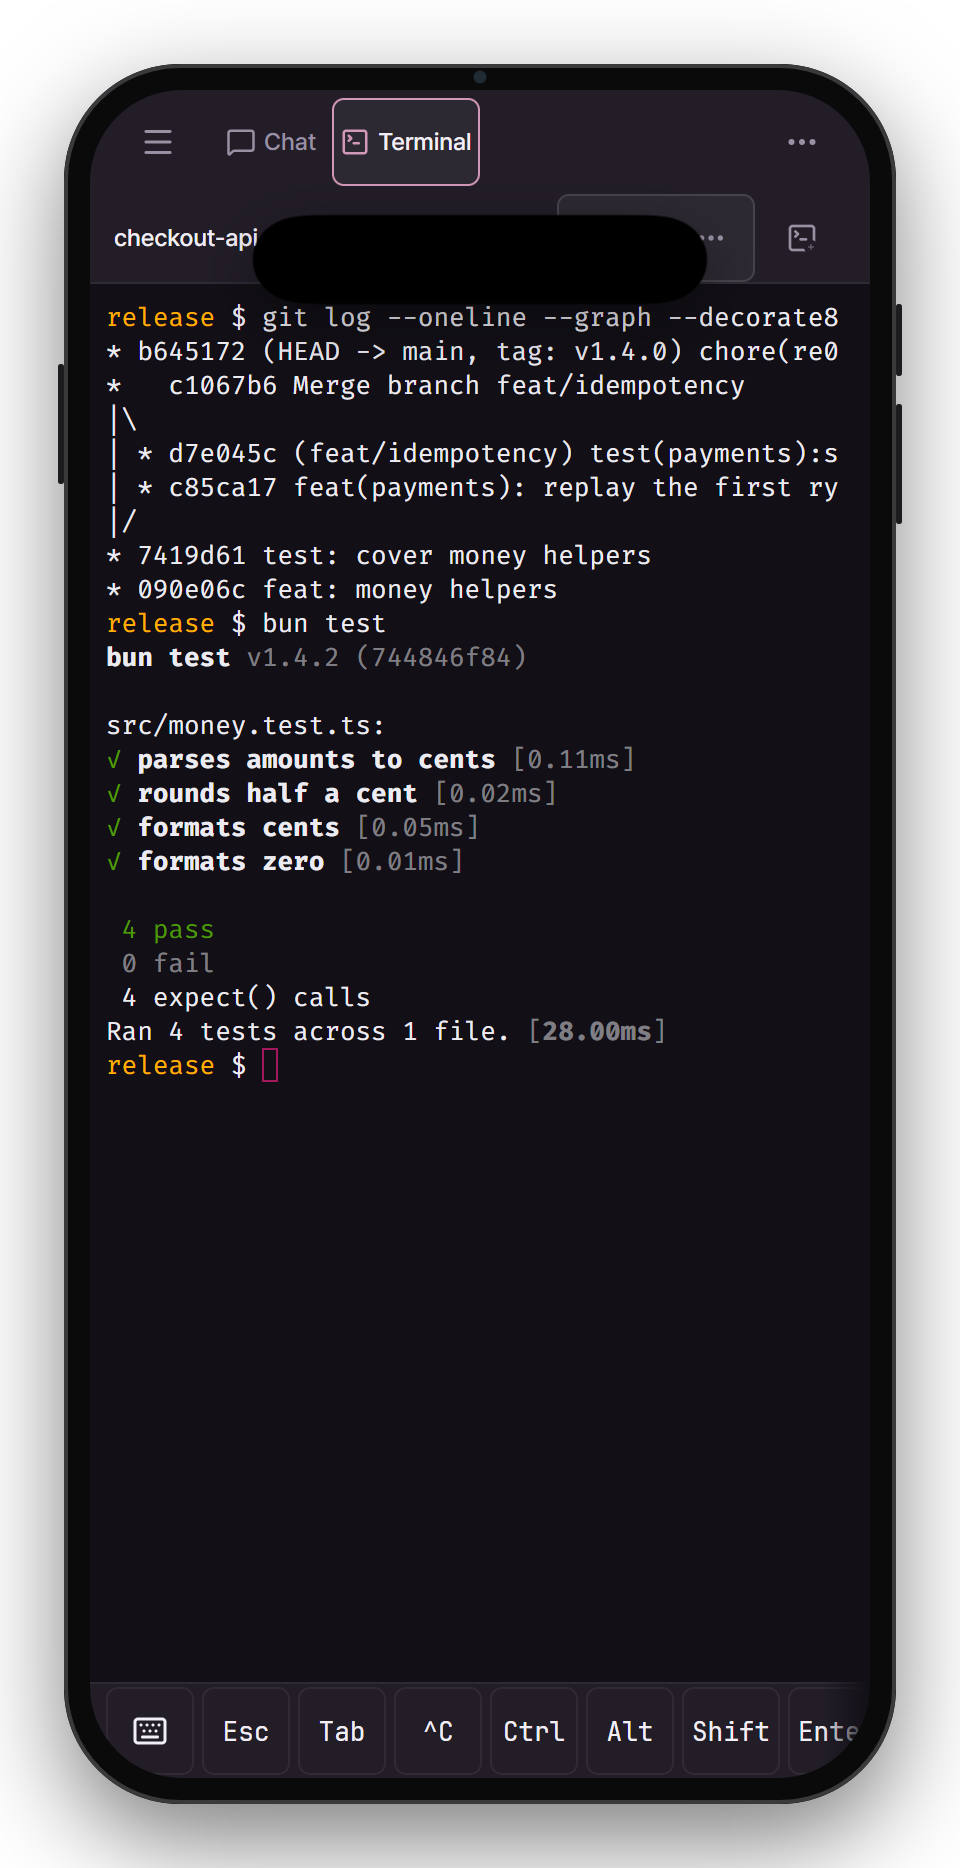 Chat Terminal
checkout-api
release $ git log --oneline --graph --decorate8
* b645172 (HEAD -> main, tag: v1.4.0) chore(re0
*   c1067b6 Merge branch feat/idempotency
|\
| * d7e045c (feat/idempotency) test(payments):s
| * c85ca17 feat(payments): replay the first ry
|/
* 7419d61 test: cover money helpers
* 090e06c feat: money helpers
release $ bun test
bun test v1.4.2 (744846f84)
src/money.test.ts:
√ parses amounts to cents [0.11ms]
√ rounds half a cent [0.02ms]
√ formats cents [0.05ms]
√ formats zero [0.01ms]
4 pass
0 fail
4 expect() calls
Ran 4 tests across 1 file. [28.00ms]
release $
Esc Tab ^C Ctrl Alt Shift Ente